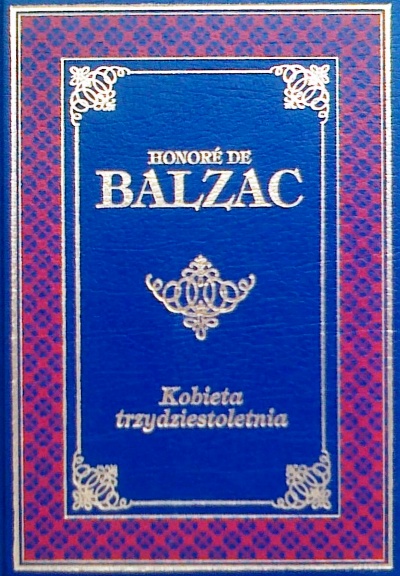 HONORÉ DE
BALZAC
Kobieta
trzydziestoletnia